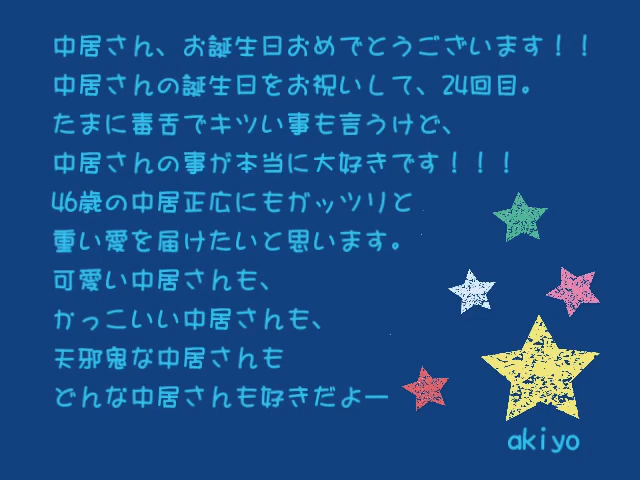 中居さん、お誕生日おめでとうございます！！
中居さんの誕生日をお祝いして、24回目。
たまに毒舌でキツい事も言うけど、
中居さんの事が本当に大好きです！！！
46歳の中居正広にもガッツリと
重い愛を届けたいと思います。
可愛い中居さんも、
かっこいい中居さんも、
天邪鬼な中居さんも
どんな中居さんも好きだよー
akiyo